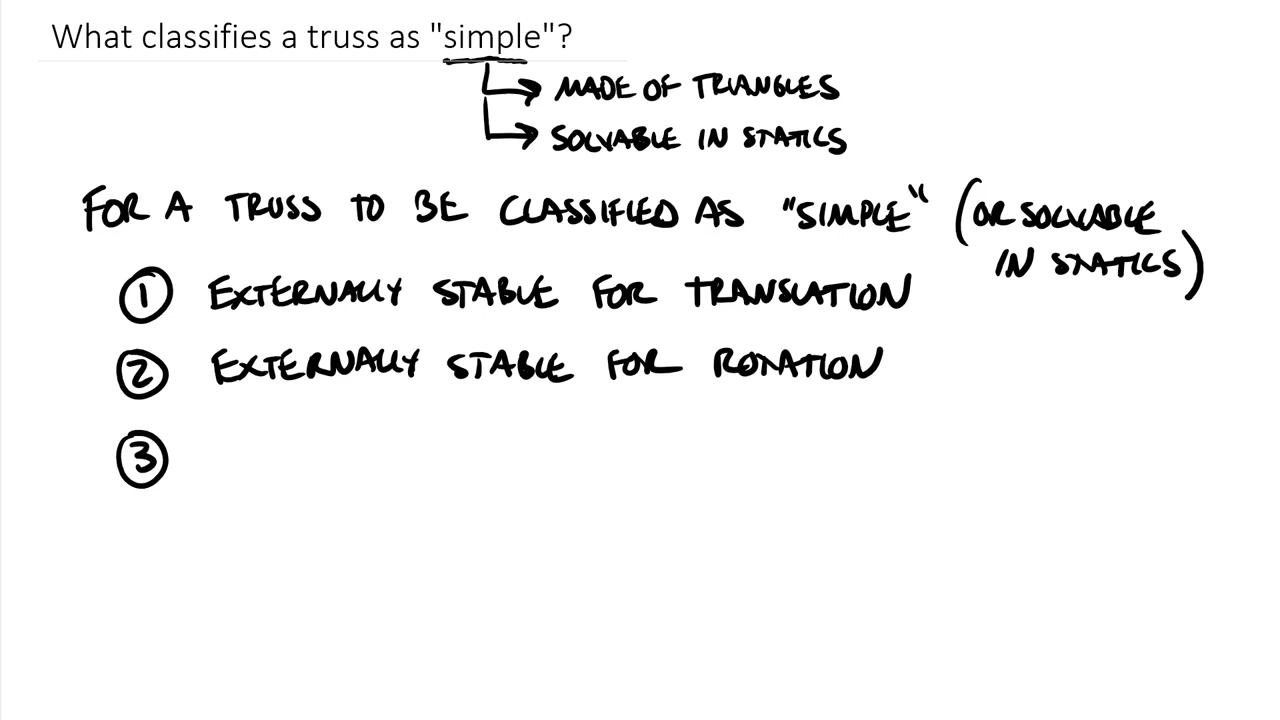 What classifies a truss as "simple"?
MADE OF TRIANGLES
SOLVABLE IN STATICS
FOR A TRUSS TO BE CLASSIFIED AS "SIMPLE" (OR SOLVABLE
IN STATICS)
1 EXTERNALLY STABLE FOR TRANSLATION
2 EXTERNALLY STABLE FOR ROTATION
3